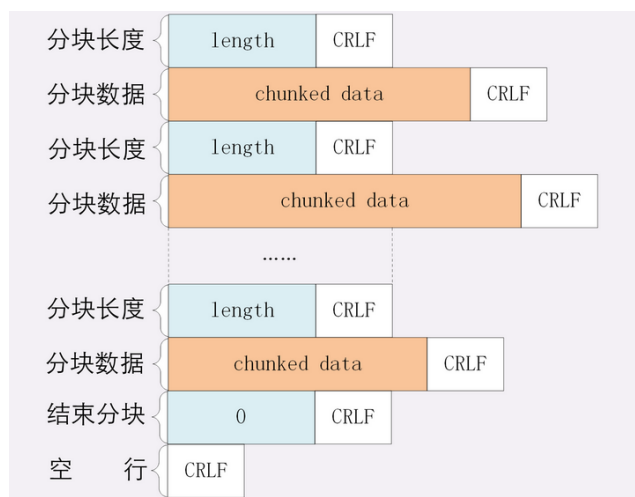 分块长度 length CRLF
分块数据 chunked data CRLF
分块长度 length CRLF
分块数据 chunked data CRLF
......
分块长度 length CRLF
分块数据 chunked data CRLF
结束分块 0 CRLF
空 行 CRLF